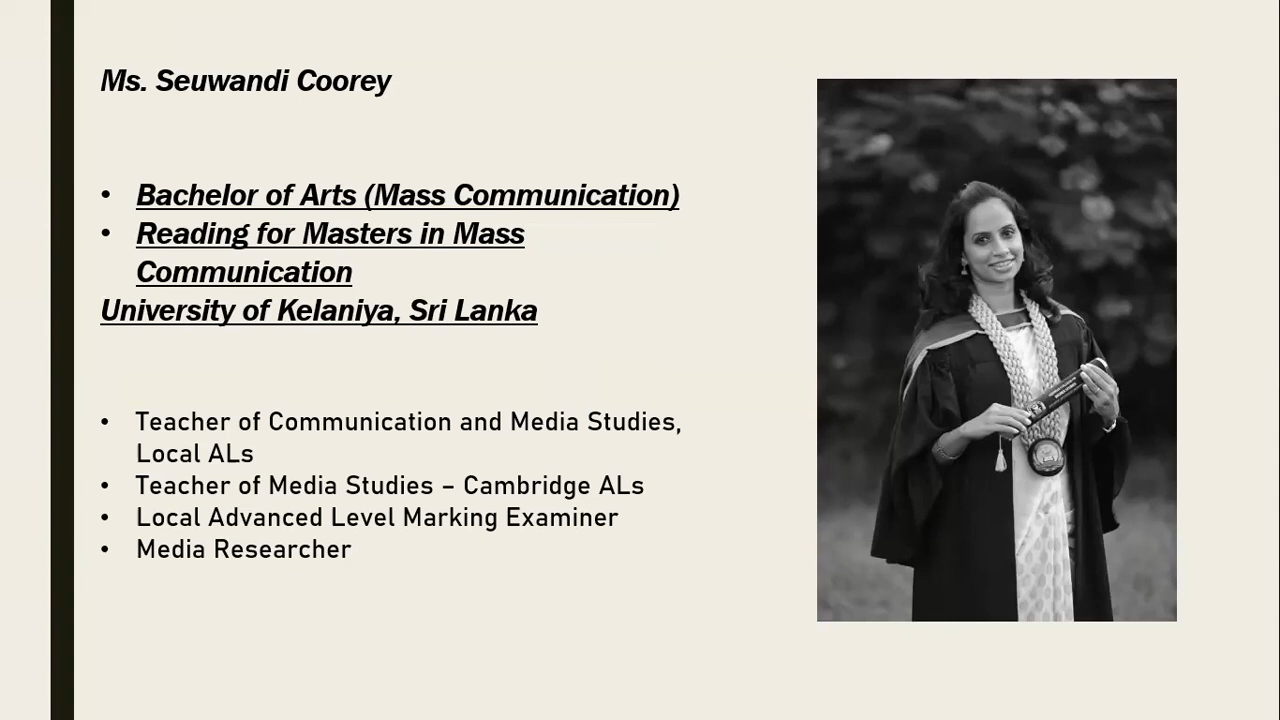 Ms. Seuwandi Coorey
• Bachelor of Arts (Mass Communication)
• Reading for Masters in Mass
Communication
University of Kelaniya, Sri Lanka
• Teacher of Communication and Media Studies,
Local ALs
• Teacher of Media Studies – Cambridge ALs
• Local Advanced Level Marking Examiner
• Media Researcher